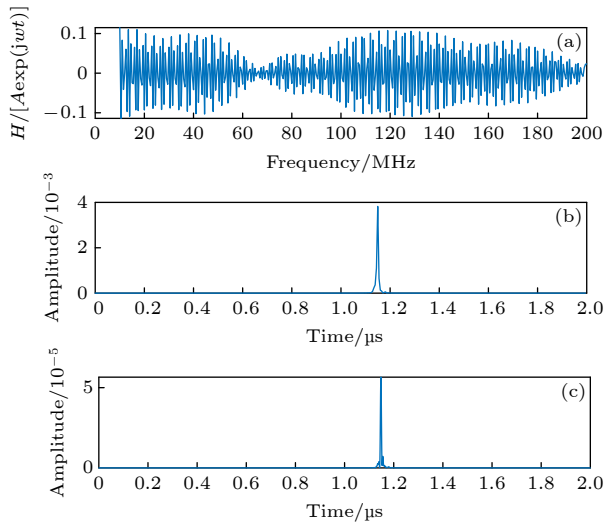 H/[Aexp(jwt)]
0.1
0
−0.1
(a)
0 20 40 60 80 100 120 140 160 180 200
Frequency/MHz
Amplitude/10⁻³
4
2
0
(b)
0 0.2 0.4 0.6 0.8 1.0 1.2 1.4 1.6 1.8 2.0
Time/µs
Amplitude/10⁻⁵
5
0
(c)
0 0.2 0.4 0.6 0.8 1.0 1.2 1.4 1.6 1.8 2.0
Time/µs